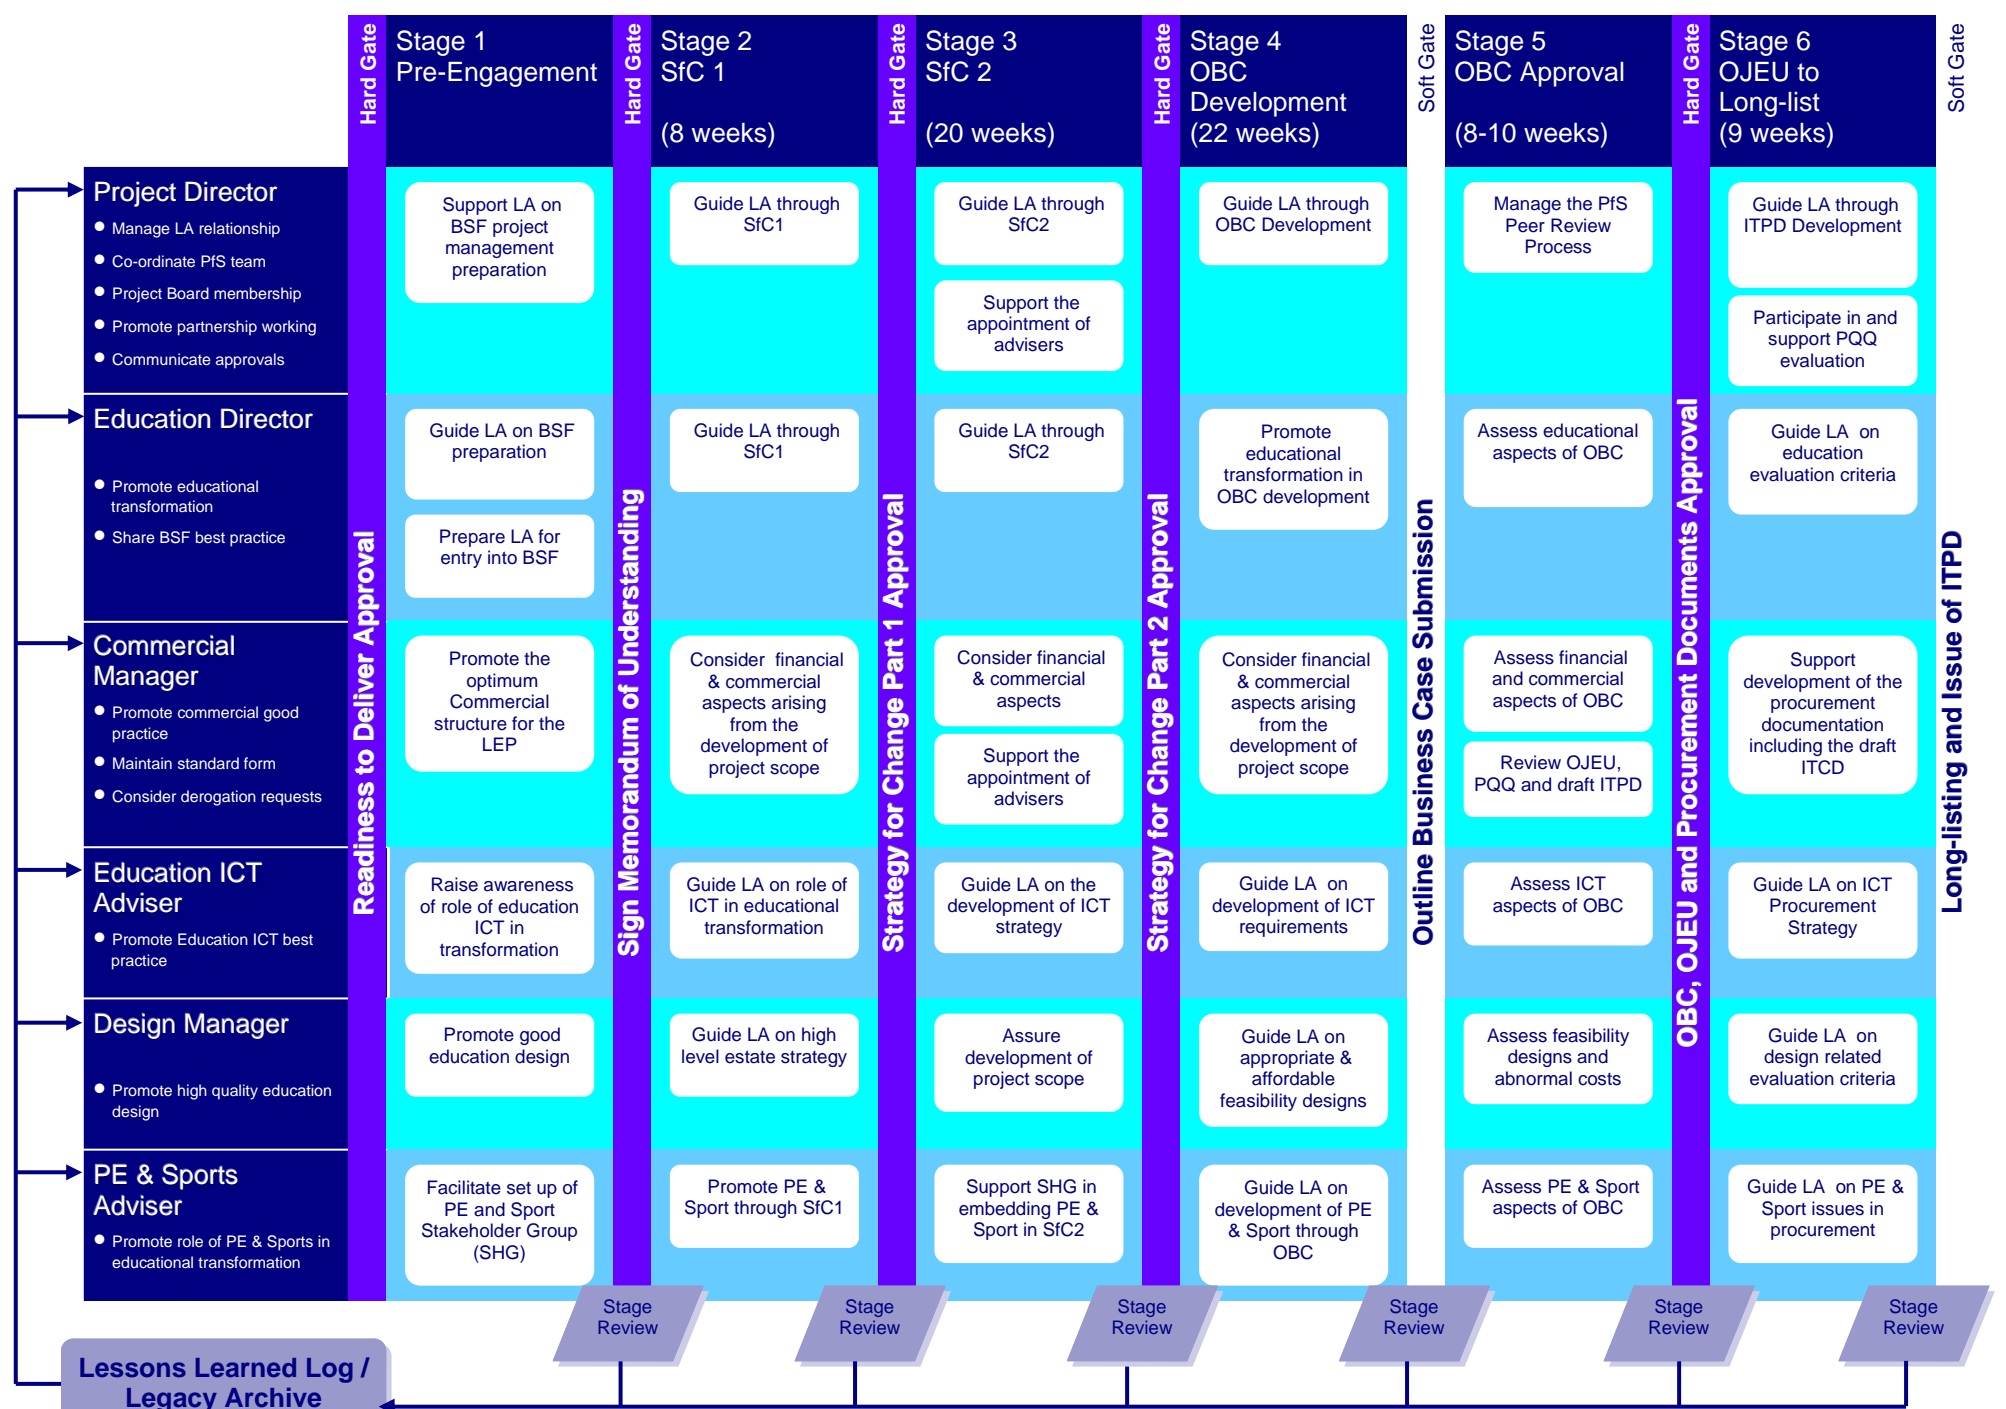 Hard Gate
Stage 1
Pre-Engagement
Hard Gate
Stage 2
SfC 1
(8 weeks)
Hard Gate
Stage 3
SfC 2
(20 weeks)
Hard Gate
Stage 4
OBC
Development
(22 weeks)
Soft Gate
Stage 5
OBC Approval
(8-10 weeks)
Hard Gate
Stage 6
OJEU to
Long-list
(9 weeks)
Soft Gate
Readiness to Deliver Approval
Sign Memorandum of Understanding
Strategy for Change Part 1 Approval
Strategy for Change Part 2 Approval
Outline Business Case Submission
OBC, OJEU and Procurement Documents Approval
Long-listing and Issue of ITPD
Project Director
● Manage LA relationship
● Co-ordinate PfS team
● Project Board membership
● Promote partnership working
● Communicate approvals
Support LA on
BSF project
management
preparation
Guide LA through
SfC1
Guide LA through
SfC2
Support the
appointment of
advisers
Guide LA through
OBC Development
Manage the PfS
Peer Review
Process
Guide LA through
ITPD Development
Participate in and
support PQQ
evaluation
Education Director
● Promote educational
transformation
● Share BSF best practice
Guide LA on BSF
preparation
Prepare LA for
entry into BSF
Guide LA through
SfC1
Guide LA through
SfC2
Promote
educational
transformation in
OBC development
Assess educational
aspects of OBC
Guide LA on
education
evaluation criteria
Commercial
Manager
● Promote commercial good
practice
● Maintain standard form
● Consider derogation requests
Promote the
optimum
Commercial
structure for the
LEP
Consider financial
& commercial
aspects arising
from the
development of
project scope
Consider financial
& commercial
aspects
Support the
appointment of
advisers
Consider financial
& commercial
aspects arising
from the
development of
project scope
Assess financial
and commercial
aspects of OBC
Review OJEU,
PQQ and draft ITPD
Support
development of the
procurement
documentation
including the draft
ITCD
Education ICT
Adviser
● Promote Education ICT best
practice
Raise awareness
of role of education
ICT in
transformation
Guide LA on role of
ICT in educational
transformation
Guide LA on the
development of ICT
strategy
Guide LA on
development of ICT
requirements
Assess ICT
aspects of OBC
Guide LA on ICT
Procurement
Strategy
Design Manager
● Promote high quality education
design
Promote good
education design
Guide LA on high
level estate strategy
Assure
development of
project scope
Guide LA on
appropriate &
affordable
feasibility designs
Assess feasibility
designs and
abnormal costs
Guide LA on
design related
evaluation criteria
PE & Sports
Adviser
● Promote role of PE & Sports in
educational transformation
Facilitate set up of
PE and Sport
Stakeholder Group
(SHG)
Promote PE &
Sport through SfC1
Support SHG in
embedding PE &
Sport in SfC2
Guide LA on
development of PE
& Sport through
OBC
Assess PE & Sport
aspects of OBC
Guide LA on PE &
Sport issues in
procurement
Stage
Review
Stage
Review
Stage
Review
Stage
Review
Stage
Review
Stage
Review
Lessons Learned Log /
Legacy Archive